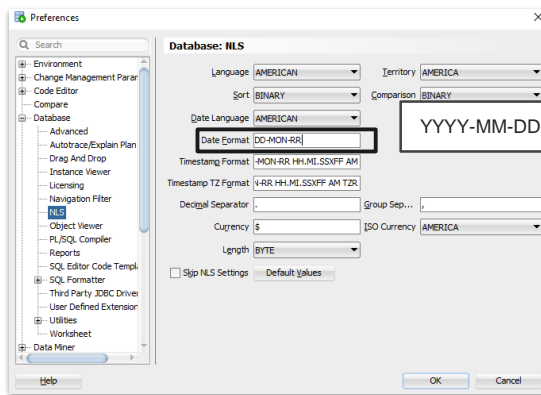 Preferences
Search
Database: NLS
Environment
Change Management Parar
Code Editor
Compare
Database
Advanced
Autotrace/Explain Plan
Drag And Drop
Instance Viewer
Licensing
Navigation Filter
NLS
Object Viewer
PL/SQL Compiler
Reports
SQL Editor Code Templa
SQL Formatter
Third Party JDBC Driver
User Defined Extension
Utilities
Worksheet
Data Miner
Language AMERICAN Territory AMERICA
Sort BINARY Comparison BINARY
Date Language AMERICAN
YYYY-MM-DD
Date Format DD-MON-RR
Timestamp Format -MON-RR HH.MI.SSXFF AM
Timestamp TZ Format N-RR HH.MI.SSXFF AM TZR
Decimal Separator . Group Sep... ,
Currency $ ISO Currency AMERICA
Length BYTE
Skip NLS Settings Default Values
Help OK Cancel